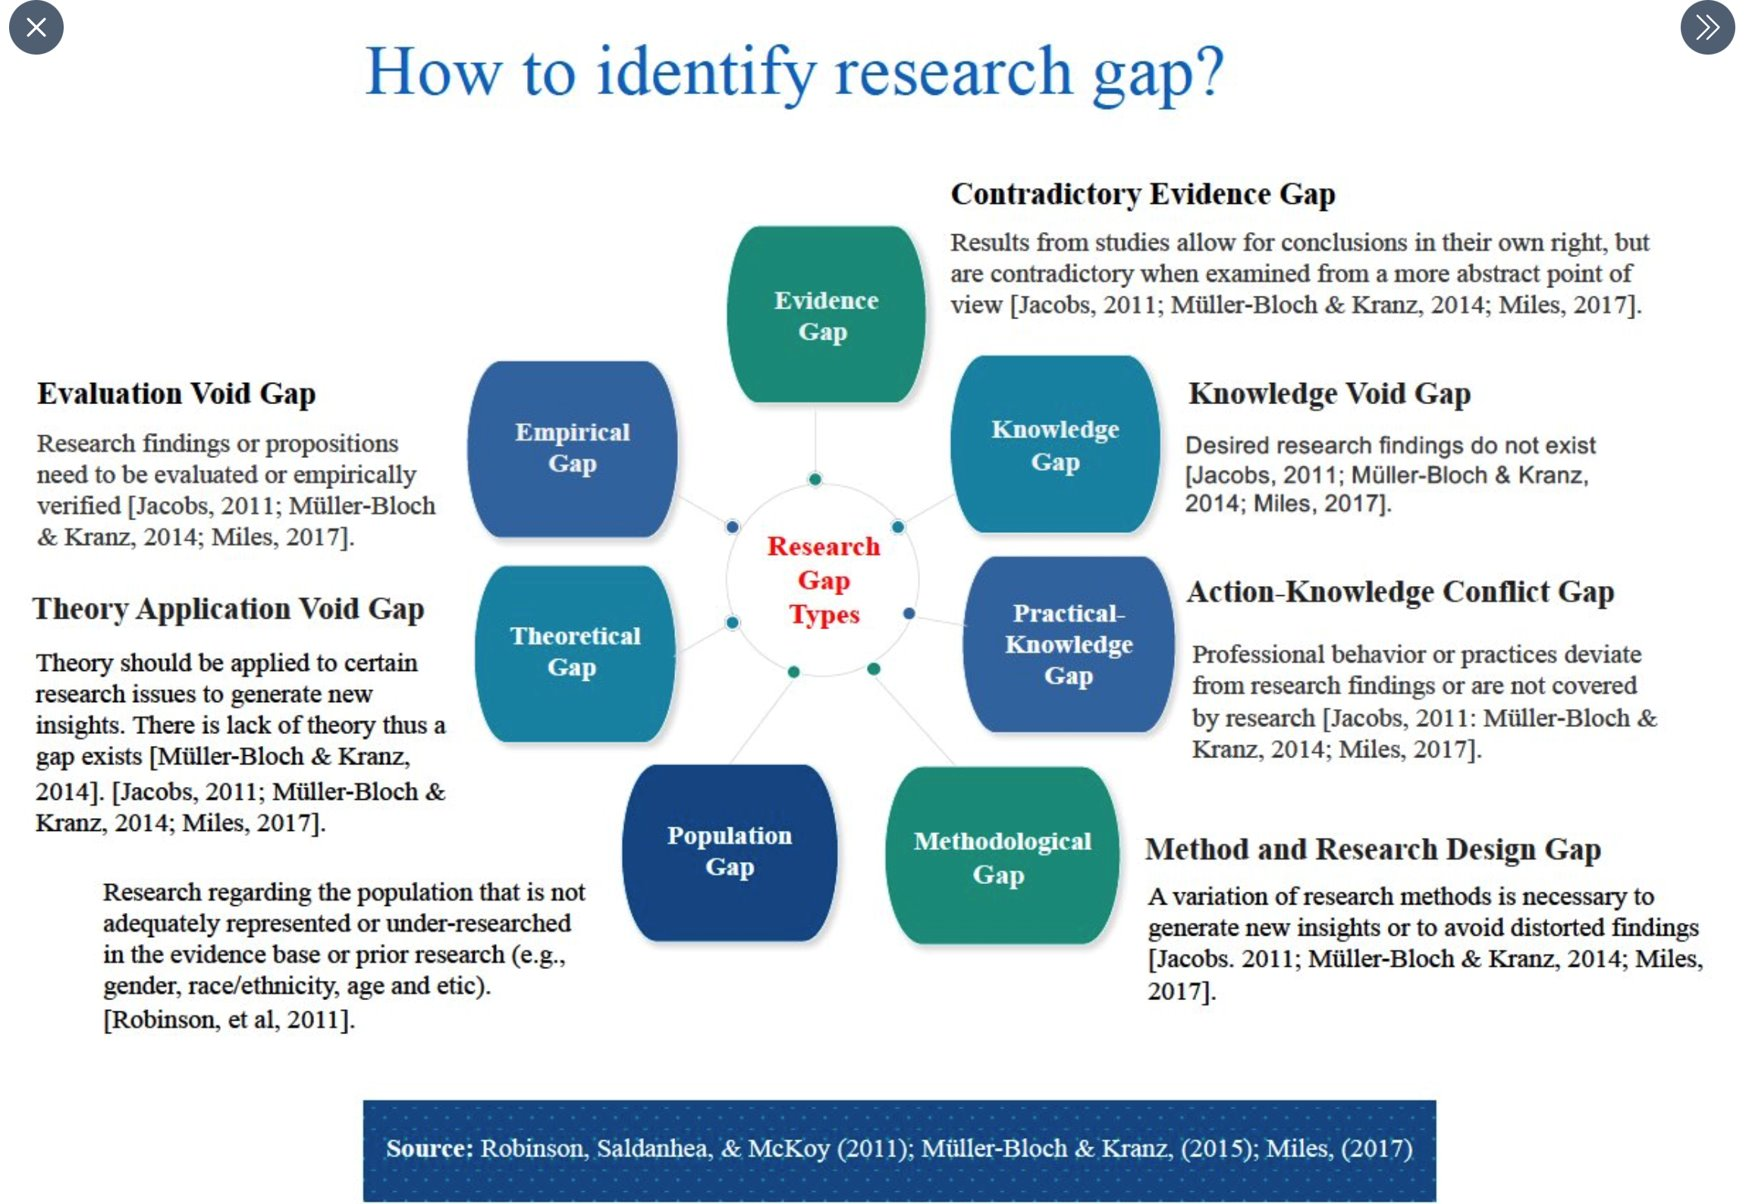 How to identify research gap?
Contradictory Evidence Gap
Results from studies allow for conclusions in their own right, but
are contradictory when examined from a more abstract point of
view [Jacobs, 2011; Müller-Bloch & Kranz, 2014; Miles, 2017].
Evidence
Gap
Evaluation Void Gap
Research findings or propositions
need to be evaluated or empirically
verified [Jacobs, 2011; Müller-Bloch
& Kranz, 2014; Miles, 2017].
Empirical
Gap
Knowledge
Gap
Knowledge Void Gap
Desired research findings do not exist
[Jacobs, 2011; Müller-Bloch & Kranz,
2014; Miles, 2017].
Research
Gap
Types
Theory Application Void Gap
Theory should be applied to certain
research issues to generate new
insights. There is lack of theory thus a
gap exists [Müller-Bloch & Kranz,
2014]. [Jacobs, 2011; Müller-Bloch &
Kranz, 2014; Miles, 2017].
Theoretical
Gap
Practical-
Knowledge
Gap
Action-Knowledge Conflict Gap
Professional behavior or practices deviate
from research findings or are not covered
by research [Jacobs, 2011: Müller-Bloch &
Kranz, 2014; Miles, 2017].
Research regarding the population that is not
adequately represented or under-researched
in the evidence base or prior research (e.g.,
gender, race/ethnicity, age and etic).
[Robinson, et al, 2011].
Population
Gap
Methodological
Gap
Method and Research Design Gap
A variation of research methods is necessary to
generate new insights or to avoid distorted findings
[Jacobs. 2011; Müller-Bloch & Kranz, 2014; Miles,
2017].
Source: Robinson, Saldanhea, & McKoy (2011); Müller-Bloch & Kranz, (2015); Miles, (2017)